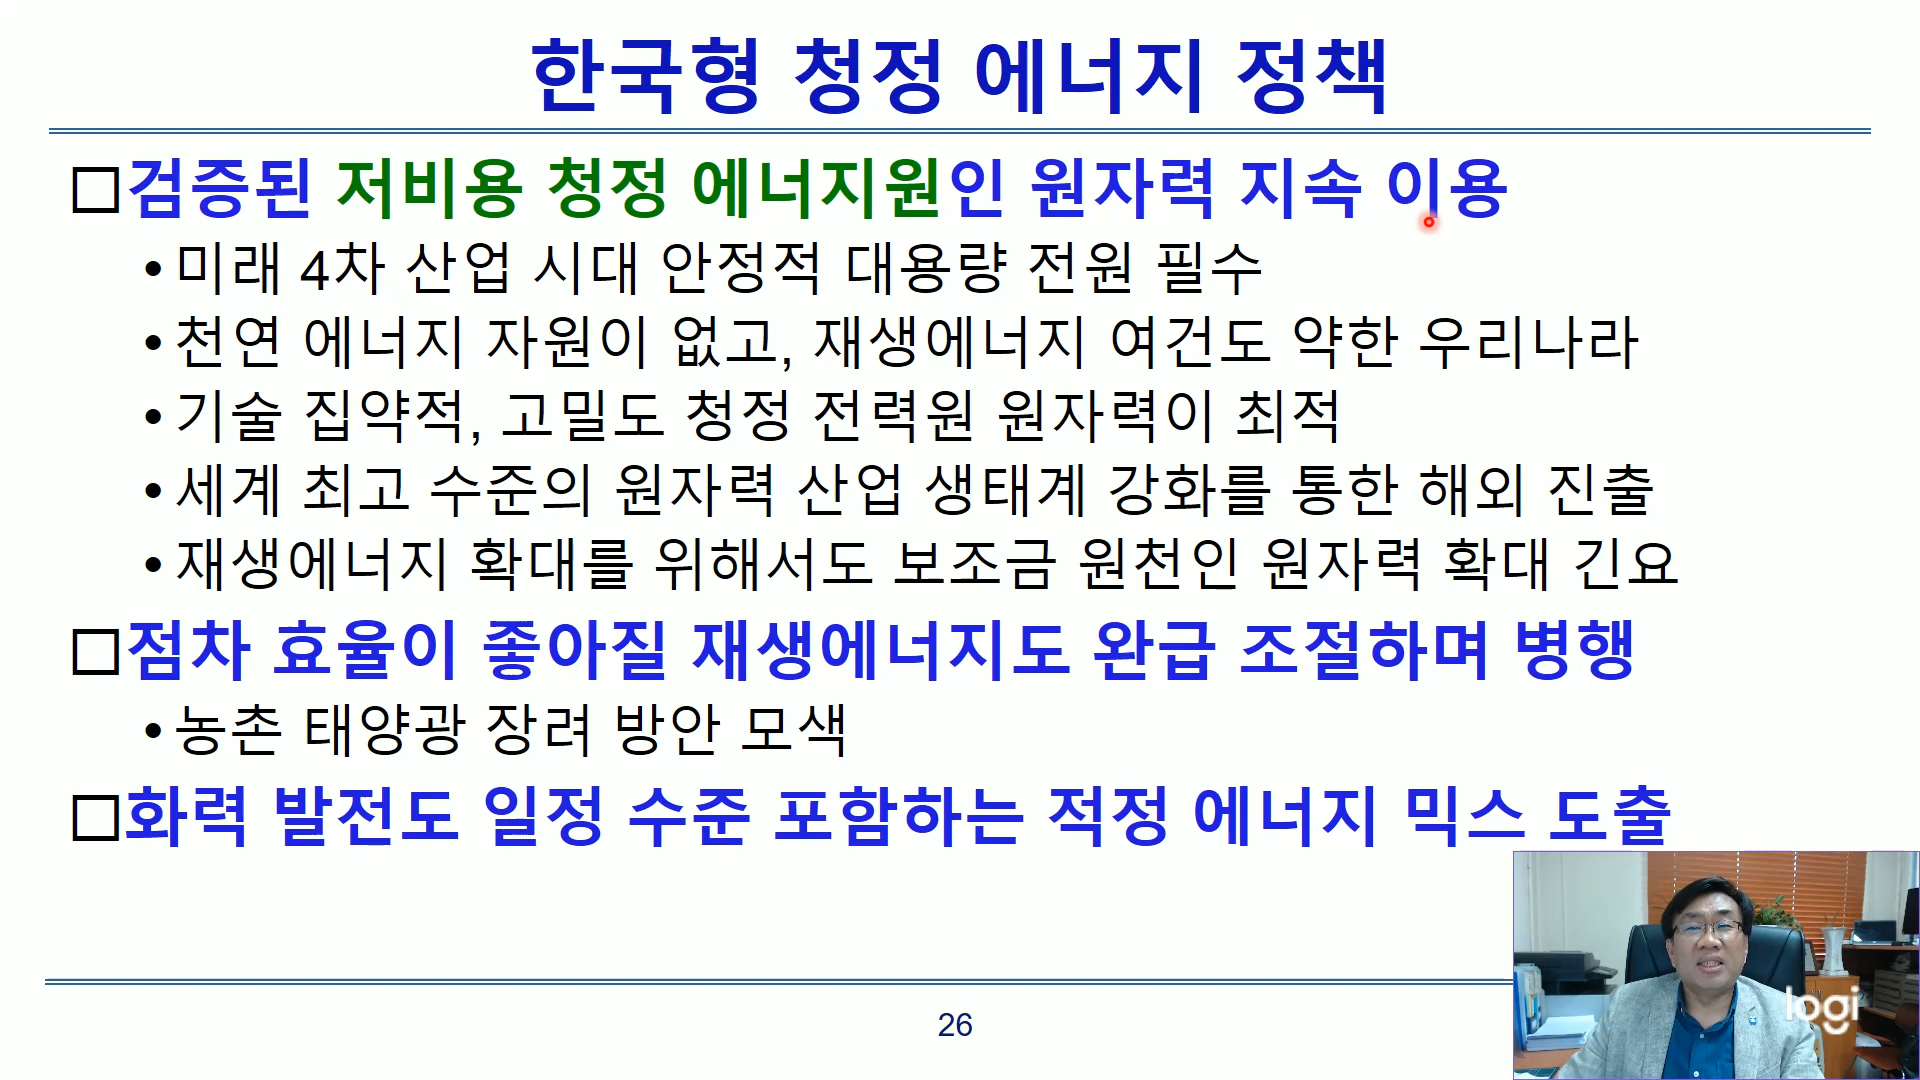 한국형 청정 에너지 정책
□검증된 저비용 청정 에너지원인 원자력 지속 이용
•미래 4차 산업 시대 안정적 대용량 전원 필수
•천연 에너지 자원이 없고, 재생에너지 여건도 약한 우리나라
•기술 집약적, 고밀도 청정 전력원 원자력이 최적
•세계 최고 수준의 원자력 산업 생태계 강화를 통한 해외 진출
•재생에너지 확대를 위해서도 보조금 원천인 원자력 확대 긴요
□점차 효율이 좋아질 재생에너지도 완급 조절하며 병행
•농촌 태양광 장려 방안 모색
□화력 발전도 일정 수준 포함하는 적정 에너지 믹스 도출
logi
26